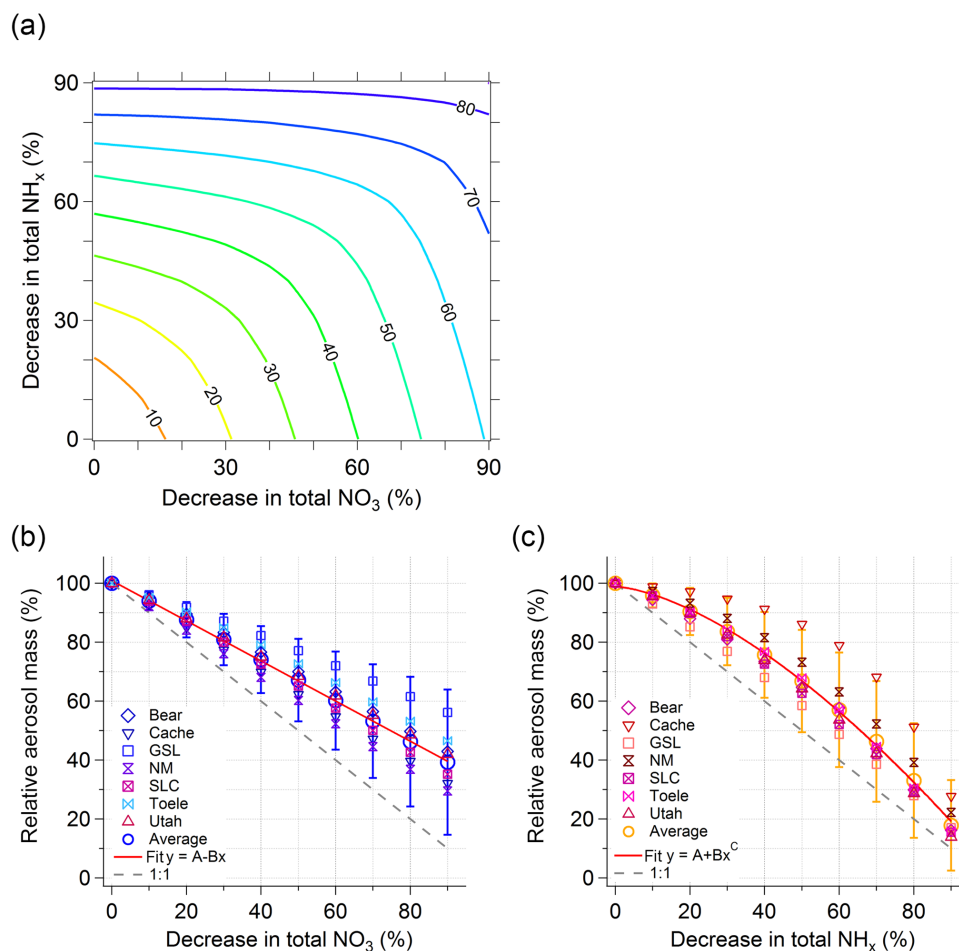 (a)
90
60
30
0
Decrease in total NHx (%)
80
70
60
50
40
30
20
10
0
30
60
90
Decrease in total NO3 (%)
(b)
100
80
60
40
20
0
Relative aerosol mass (%)
Bear
Cache
GSL
NM
SLC
Toele
Utah
Average
Fit y = A-Bx
1:1
0
20
40
60
80
Decrease in total NO3 (%)
(c)
100
80
60
40
20
0
Relative aerosol mass (%)
Bear
Cache
GSL
NM
SLC
Toele
Utah
Average
Fit y = A+Bx^C
1:1
0
20
40
60
80
Decrease in total NHx (%)